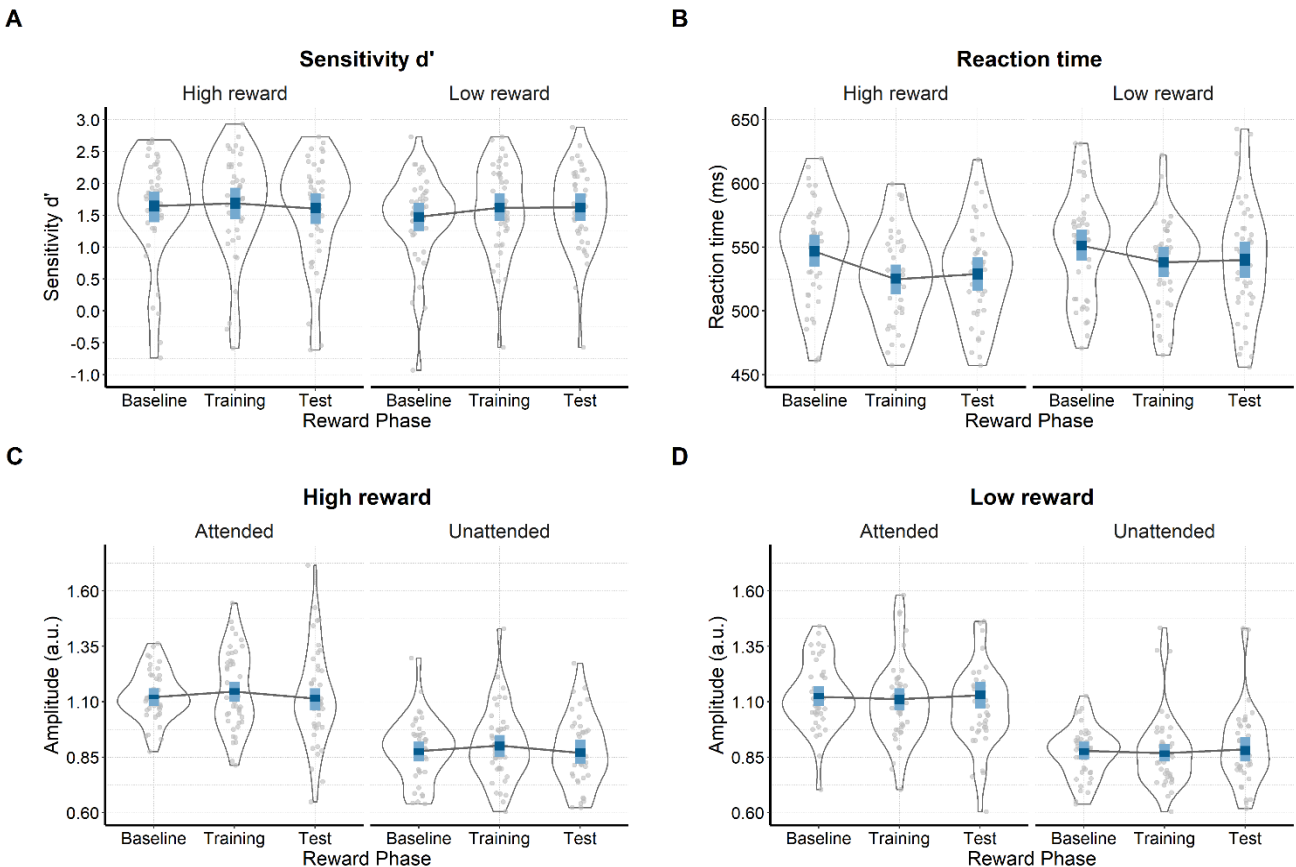 A
Sensitivity d'
High reward
Low reward
Sensitivity d'
3.0
2.5
2.0
1.5
1.0
0.5
0.0
-0.5
-1.0
Baseline Training Test Baseline Training Test
Reward Phase
B
Reaction time
High reward
Low reward
Reaction time (ms)
650
600
550
500
450
Baseline Training Test Baseline Training Test
Reward Phase
C
High reward
Attended
Unattended
Amplitude (a.u.)
1.60
1.35
1.10
0.85
0.60
Baseline Training Test Baseline Training Test
Reward Phase
D
Low reward
Attended
Unattended
Amplitude (a.u.)
1.60
1.35
1.10
0.85
0.60
Baseline Training Test Baseline Training Test
Reward Phase